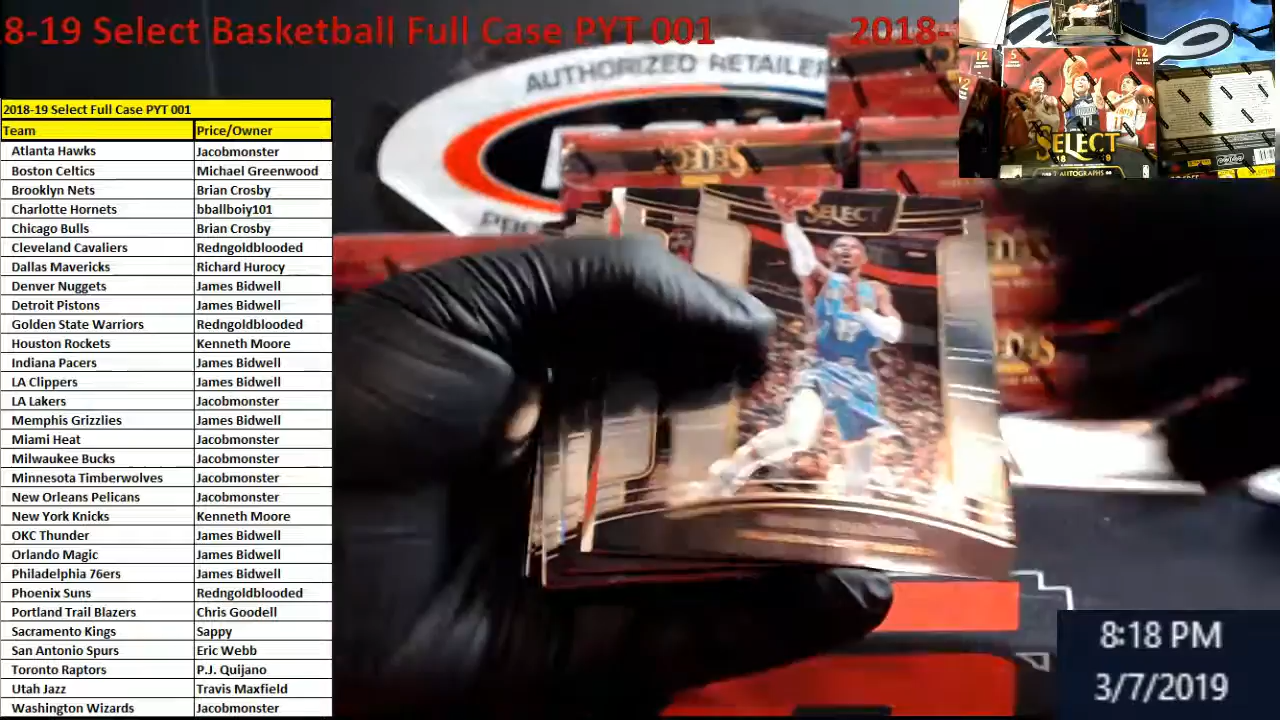 8-19 Select Basketball Full Case PYT 001
2018-
2018-19 Select Full Case PYT 001
Team Price/Owner
Atlanta Hawks Jacobmonster
Boston Celtics Michael Greenwood
Brooklyn Nets Brian Crosby
Charlotte Hornets bballboiy101
Chicago Bulls Brian Crosby
Cleveland Cavaliers Redngoldblooded
Dallas Mavericks Richard Hurocy
Denver Nuggets James Bidwell
Detroit Pistons James Bidwell
Golden State Warriors Redngoldblooded
Houston Rockets Kenneth Moore
Indiana Pacers James Bidwell
LA Clippers James Bidwell
LA Lakers Jacobmonster
Memphis Grizzlies James Bidwell
Miami Heat Jacobmonster
Milwaukee Bucks Jacobmonster
Minnesota Timberwolves Jacobmonster
New Orleans Pelicans Jacobmonster
New York Knicks Kenneth Moore
OKC Thunder James Bidwell
Orlando Magic James Bidwell
Philadelphia 76ers James Bidwell
Phoenix Suns Redngoldblooded
Portland Trail Blazers Chris Goodell
Sacramento Kings Sappy
San Antonio Spurs Eric Webb
Toronto Raptors P.J. Quijano
Utah Jazz Travis Maxfield
Washington Wizards Jacobmonster
AUTHORIZED RETAILER
SELECT
SELECT
5
12
12
SELECT
AUTOGRAPHS
8:18 PM
3/7/2019